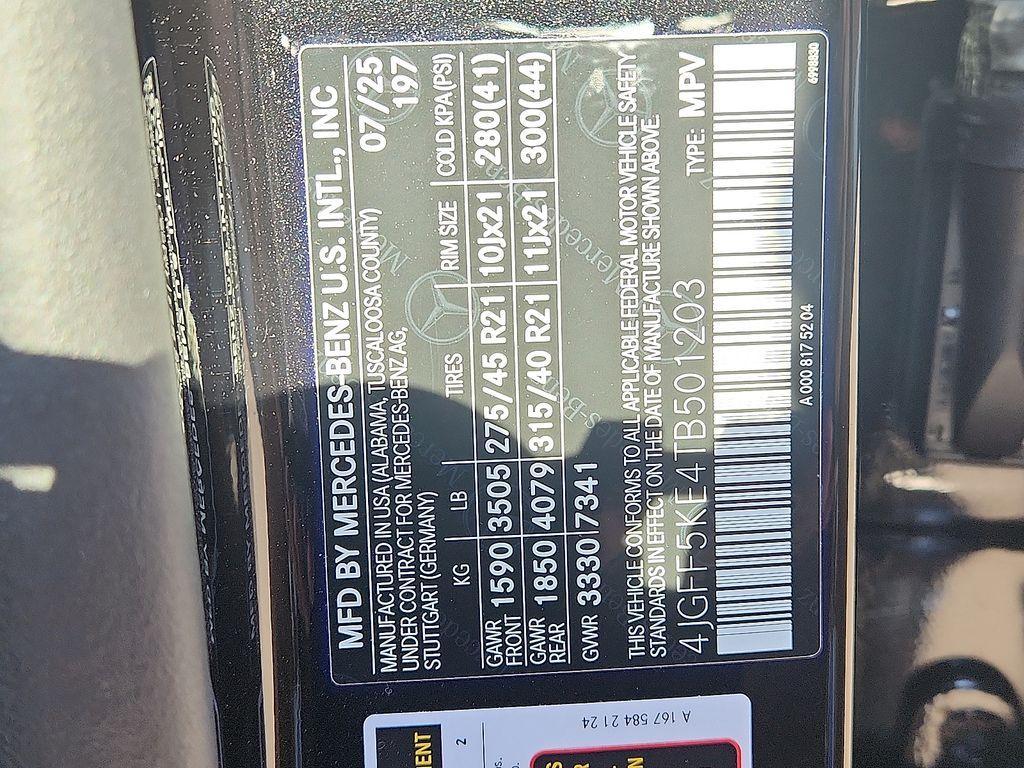 MFD BY MERCEDES-BENZ U.S. INTL., INC
MANUFACTURED IN USA (ALABAMA, TUSCALOOSA COUNTY) 07/25
UNDER CONTRACT FOR MERCEDES-BENZ AG, 197
STUTTGART (GERMANY)
KG LB TIRES RIM SIZE COLD KPA (PSI)
GAWR FRONT 1590 3505 275/45 R21 10Jx21 280(41)
GAWR REAR 1850 4079 315/40 R21 11Jx21 300(44)
GVWR 3330 7341
THIS VEHICLE CONFORMS TO ALL APPLICABLE FEDERAL MOTOR VEHICLE SAFETY
STANDARDS IN EFFECT ON THE DATE OF MANUFACTURE SHOWN ABOVE.
4JGFF5KE4TB501203 TYPE: MPV
A 000 817 52 04
6998830
A 167 584 21 24
2